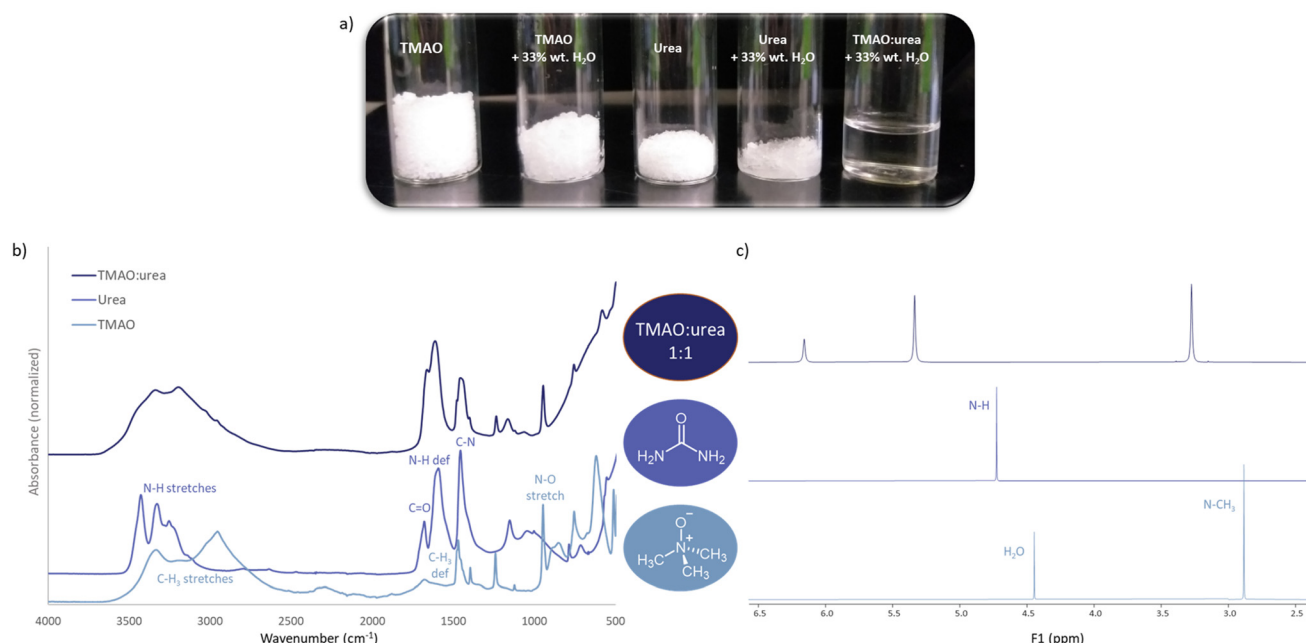 a)
TMAO
TMAO
+ 33% wt. H₂O
Urea
Urea
+ 33% wt. H₂O
TMAO:urea
+ 33% wt. H₂O
b)
TMAO:urea
Urea
TMAO
Absorbance (normalized)
N-H stretches
C-H₃ stretches
C=O
N-H def
C-N
C-H₃
def
N-O
stretch
4000
3500
3000
2500
2000
1500
1000
500
Wavenumber (cm⁻¹)
TMAO:urea
1:1
O
H₂N
NH₂
O⁻
N⁺
H₃C
CH₃
CH₃
c)
N-H
N-CH₃
H₂O
6.5
6.0
5.5
5.0
4.5
4.0
3.5
3.0
2.5
F1 (ppm)